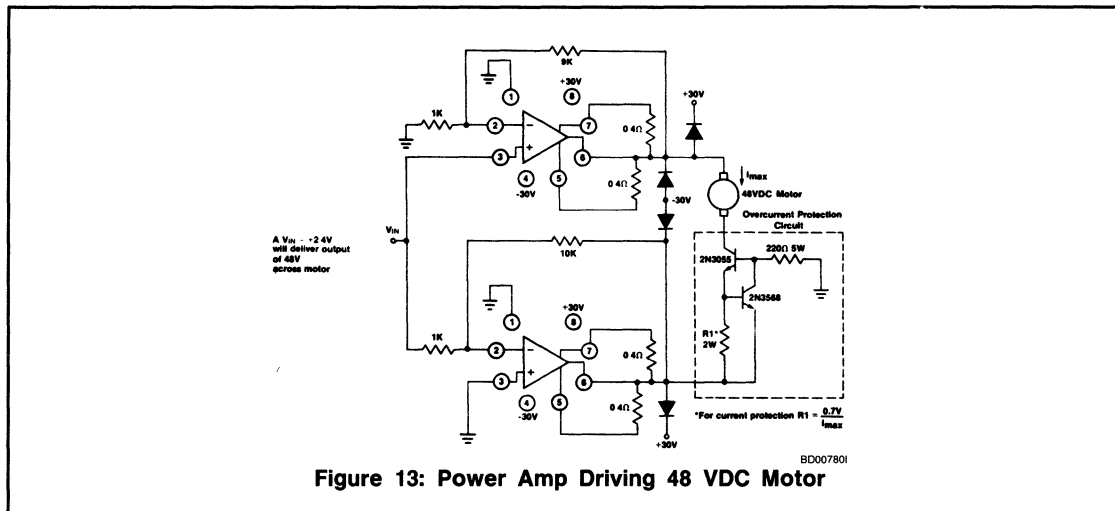 9K
+30V
1
8
+30V
1K
2
7
0 4Ω
3
6
4
5
-30V
0 4Ω
Imax
48VDC Motor
-30V
Overcurrent Protection
Circuit
VIN
A VIN - +2 4V
will deliver output
of 48V
across motor
10K
220Ω 5W
2N3055
2N3568
+30V
1
8
1K
2
7
0 4Ω
R1*
2W
3
6
4
5
-30V
0 4Ω
*For current protection R1 = 0.7V
Imax
+30V
BD00780I
Figure 13: Power Amp Driving 48 VDC Motor